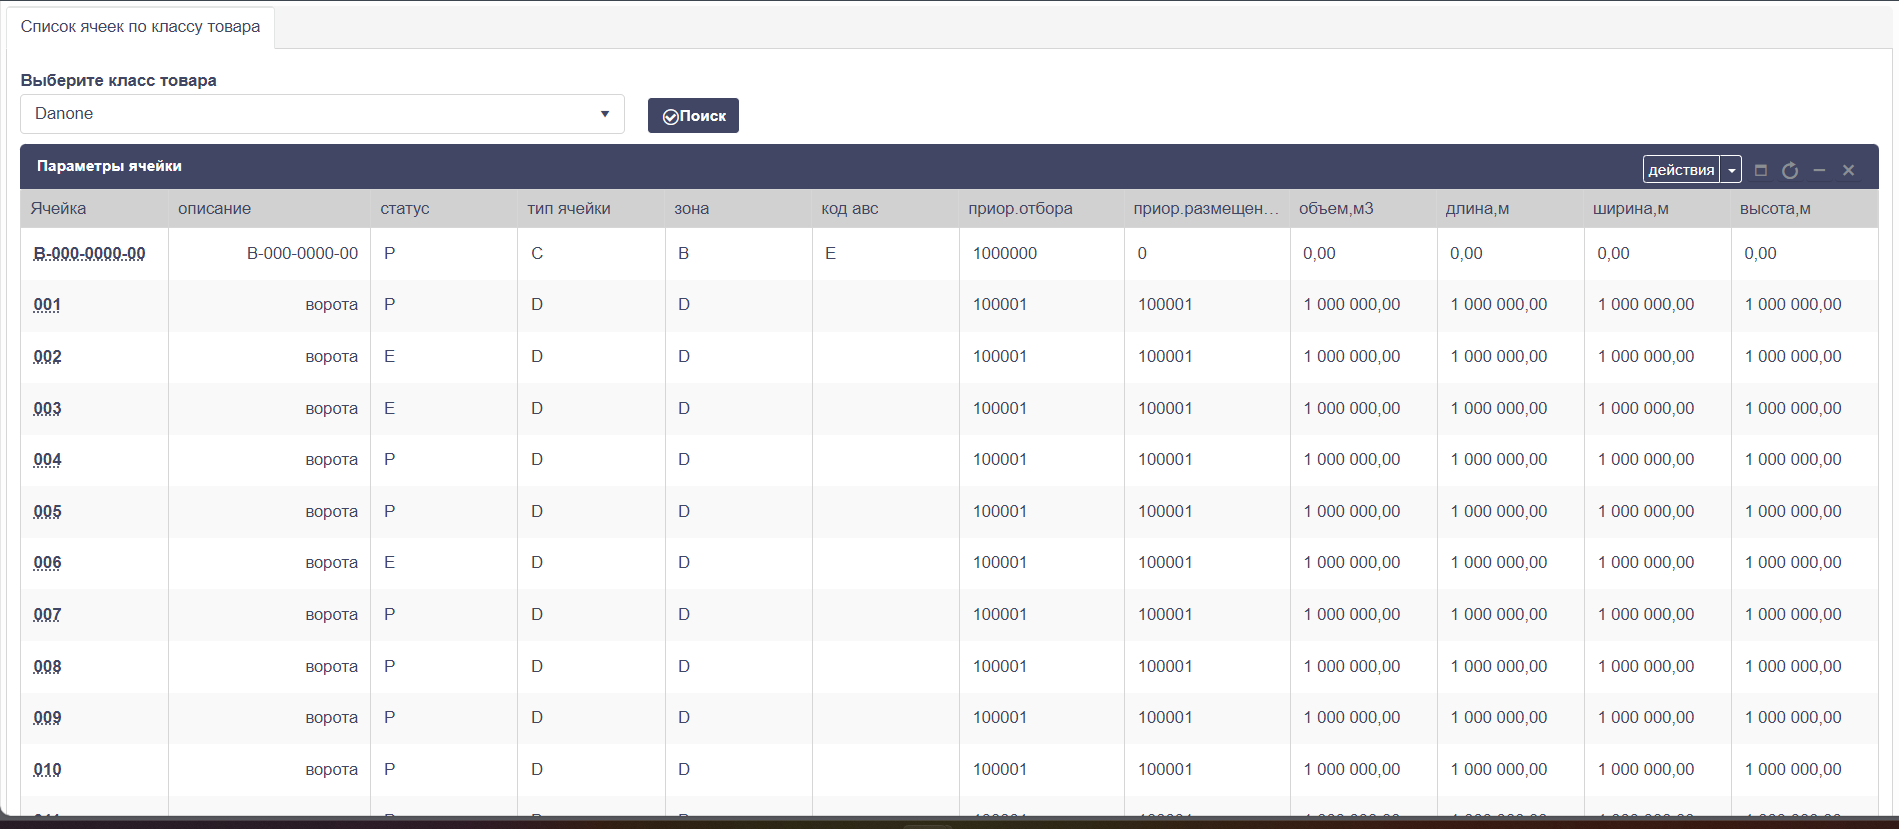 Список ячеек по классу товара
Выберите класс товара
Danone
Поиск
Параметры ячейки
действия
Ячейка описание статус тип ячейки зона код авс приор.отбора приор.размещен... объем,м3 длина,м ширина,м высота,м
B-000-0000-00 B-000-0000-00 P C B E 1000000 0 0,00 0,00 0,00 0,00
001 ворота P D D 100001 100001 1 000 000,00 1 000 000,00 1 000 000,00 1 000 000,00
002 ворота E D D 100001 100001 1 000 000,00 1 000 000,00 1 000 000,00 1 000 000,00
003 ворота E D D 100001 100001 1 000 000,00 1 000 000,00 1 000 000,00 1 000 000,00
004 ворота P D D 100001 100001 1 000 000,00 1 000 000,00 1 000 000,00 1 000 000,00
005 ворота P D D 100001 100001 1 000 000,00 1 000 000,00 1 000 000,00 1 000 000,00
006 ворота E D D 100001 100001 1 000 000,00 1 000 000,00 1 000 000,00 1 000 000,00
007 ворота P D D 100001 100001 1 000 000,00 1 000 000,00 1 000 000,00 1 000 000,00
008 ворота P D D 100001 100001 1 000 000,00 1 000 000,00 1 000 000,00 1 000 000,00
009 ворота P D D 100001 100001 1 000 000,00 1 000 000,00 1 000 000,00 1 000 000,00
010 ворота P D D 100001 100001 1 000 000,00 1 000 000,00 1 000 000,00 1 000 000,00